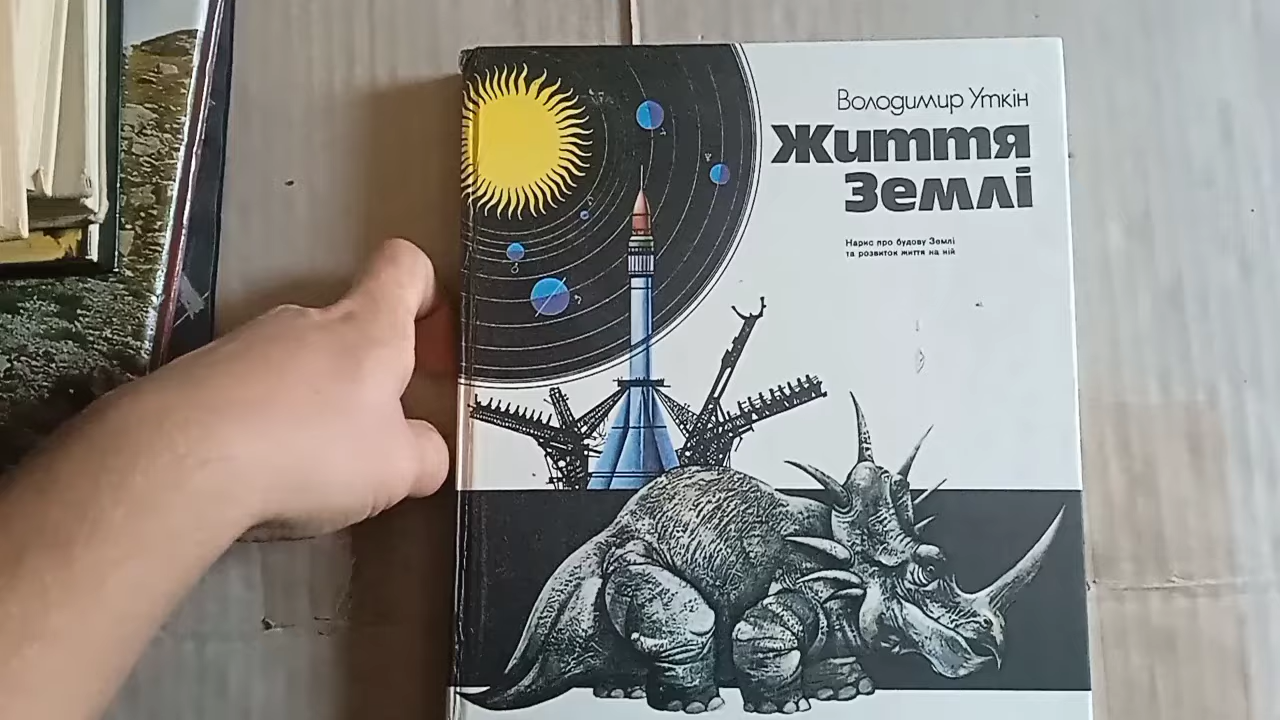 Володимир Уткін
Життя
Землі
Нарис про будову Землі
та розвиток життя на ній